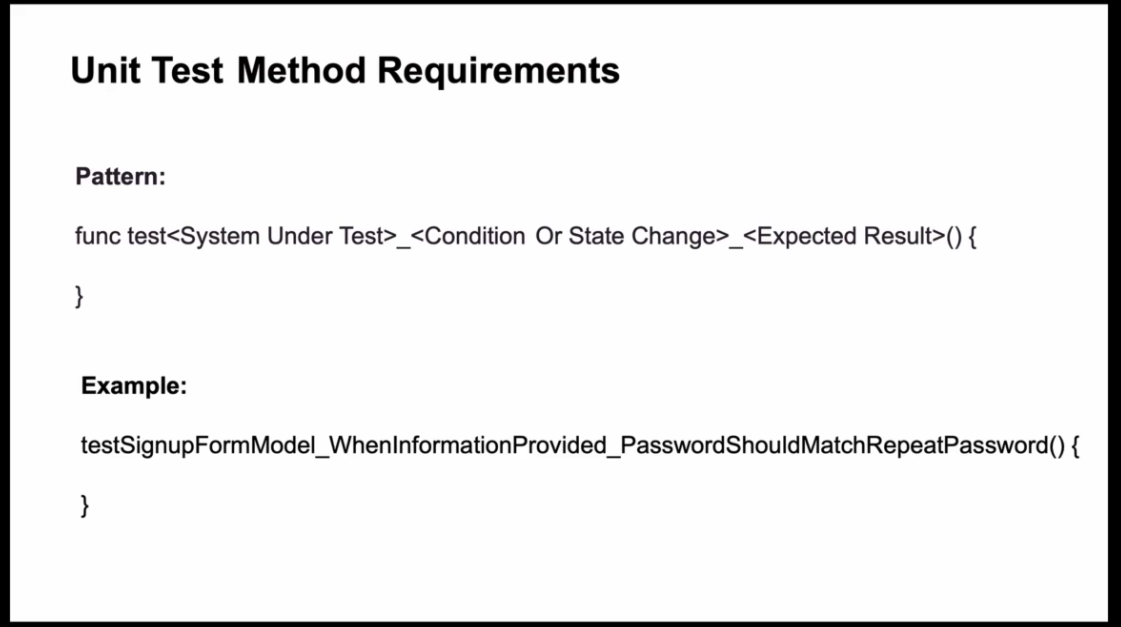 Unit Test Method Requirements
Pattern:
func test<System Under Test>_<Condition Or State Change>_<Expected Result>() {
}
Example:
testSignupFormModel_WhenInformationProvided_PasswordShouldMatchRepeatPassword() {
}